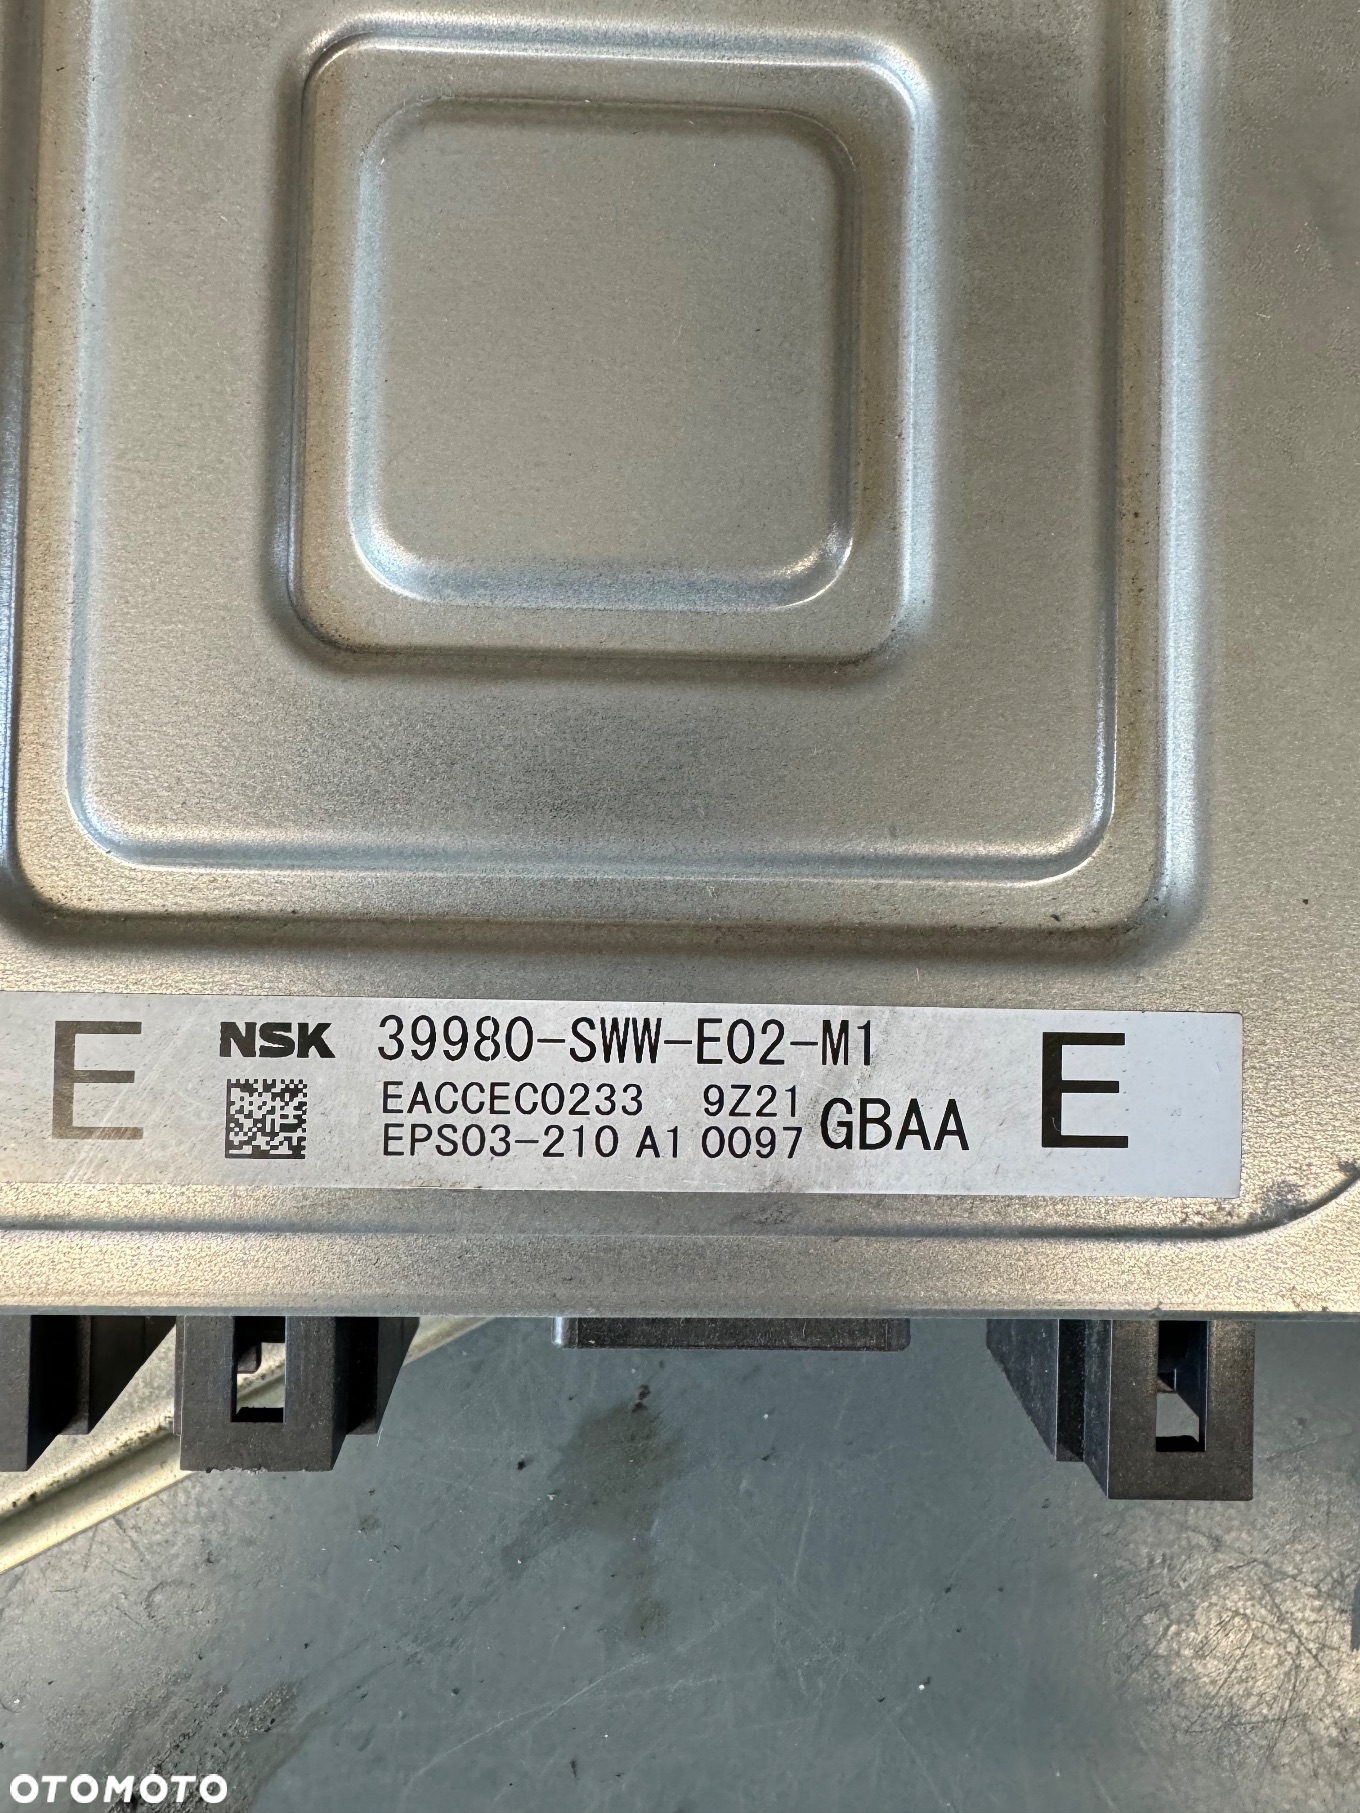 E NSK 39980-SWW-E02-M1 E
EACCEC0233 9Z21 GBAA
EPS03-210 A1 0097
OTOMOTO